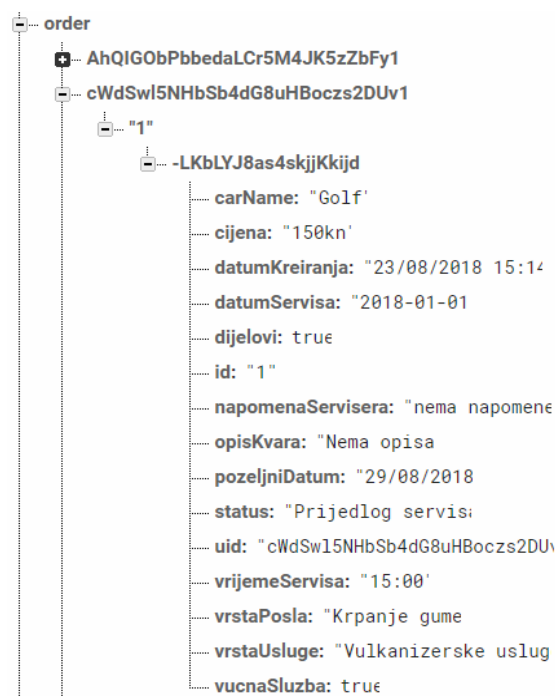 order
AhQIGObPbbedaLCr5M4JK5zZbFy1
cWdSwl5NHbSb4dG8uHBoczs2DUv1
"1"
-LKbLYJ8as4skjjKkijd
carName: "Golf"
cijena: "150kn"
datumKreiranja: "23/08/2018 15:14
datumServisa: "2018-01-01
dijelovi: true
id: "1"
napomenaServisera: "nema napomene
opisKvara: "Nema opisa
pozeljniDatum: "29/08/2018
status: "Prijedlog servisa
uid: "cWdSwl5NHbSb4dG8uHBoczs2DUv
vrijemeServisa: "15:00"
vrstaPosla: "Krpanje gume
vrstaUsluge: "Vulkanizerske uslug
vucnaSluzba: true